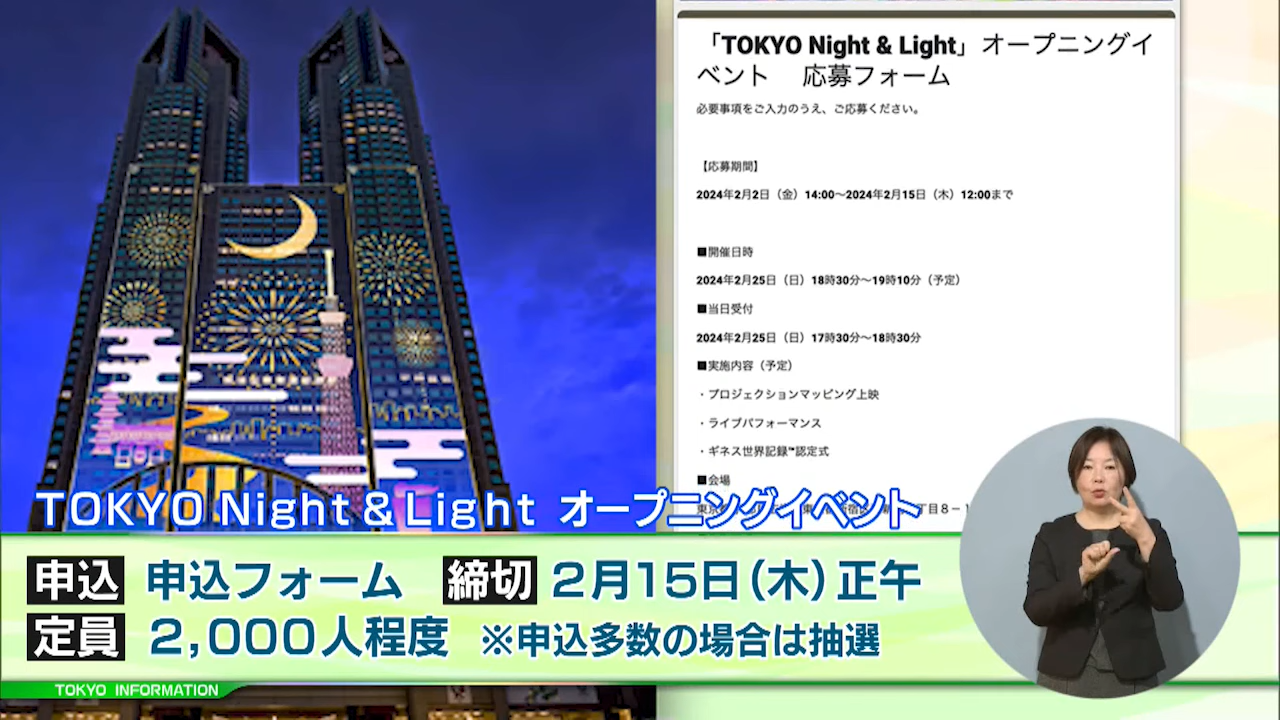 「TOKYO Night & Light」オープニングイ
ベント 応募フォーム
必要事項をご入力のうえ、ご応募ください。
【応募期間】
2024年2月2日（金）14:00〜2024年2月15日（木）12:00まで
■開催日時
2024年2月25日（日）18時30分〜19時10分（予定）
■当日受付
2024年2月25日（日）17時30分〜18時30分
■実施内容（予定）
・プロジェクションマッピング上映
・ライブパフォーマンス
・ギネス世界記録™認定式
■会場
TOKYO Night & Light オープニングイベント
申込 申込フォーム 締切 2月15日(木)正午
定員 2,000人程度 ※申込多数の場合は抽選
TOKYO INFORMATION